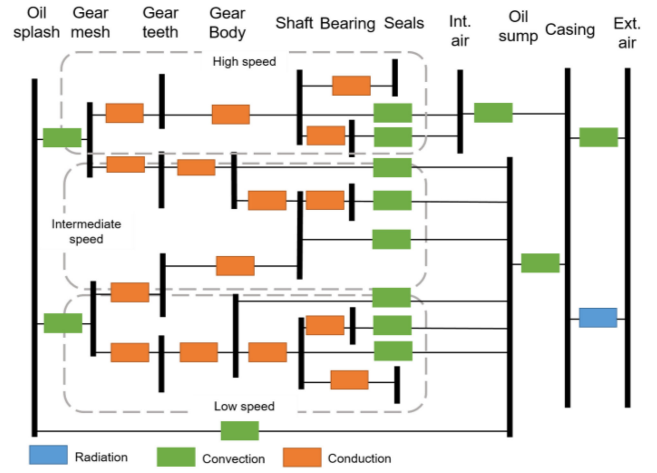 Oil splash
Gear mesh
Gear teeth
Gear Body
Shaft Bearing Seals
Int. air
Oil sump
Casing
Ext. air
High speed
Intermediate speed
Low speed
Radiation
Convection
Conduction